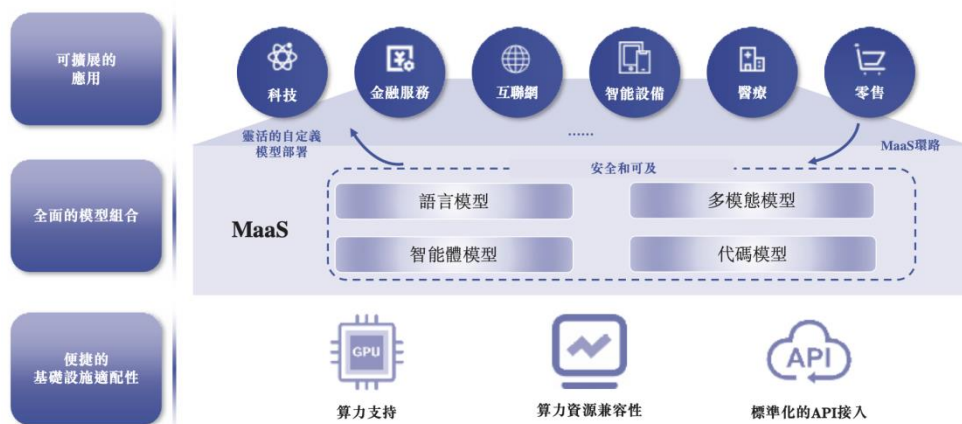 可擴展的
應用
科技
金融服務
互聯網
智能設備
醫療
零售
靈活的自定義
模型部署
......
MaaS環路
安全和可及
全面的模型組合
MaaS
語言模型
多模態模型
智能體模型
代碼模型
便捷的
基礎設施適配性
GPU
API
算力支持
算力資源兼容性
標準化的API接入